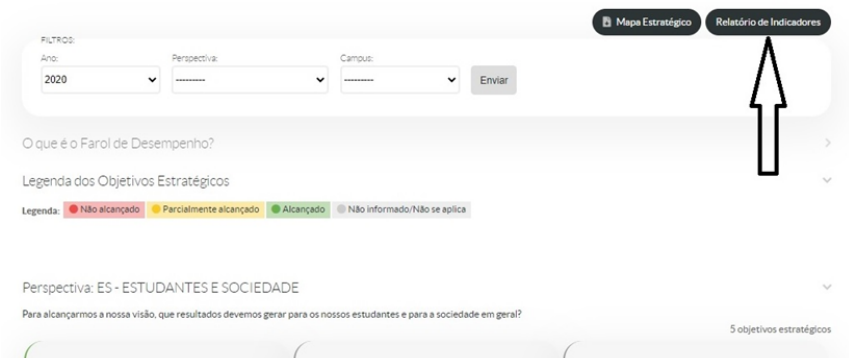 Mapa Estratégico Relatório de Indicadores
FILTROS:
Ano: Perspectiva: Campus:
2020 --------- --------- Enviar
O que é o Farol de Desempenho?
Legenda dos Objetivos Estratégicos
Legenda: Não alcançado Parcialmente alcançado Alcançado Não informado/Não se aplica
Perspectiva: ES - ESTUDANTES E SOCIEDADE
Para alcançarmos a nossa visão, que resultados devemos gerar para os nossos estudantes e para a sociedade em geral?
5 objetivos estratégicos